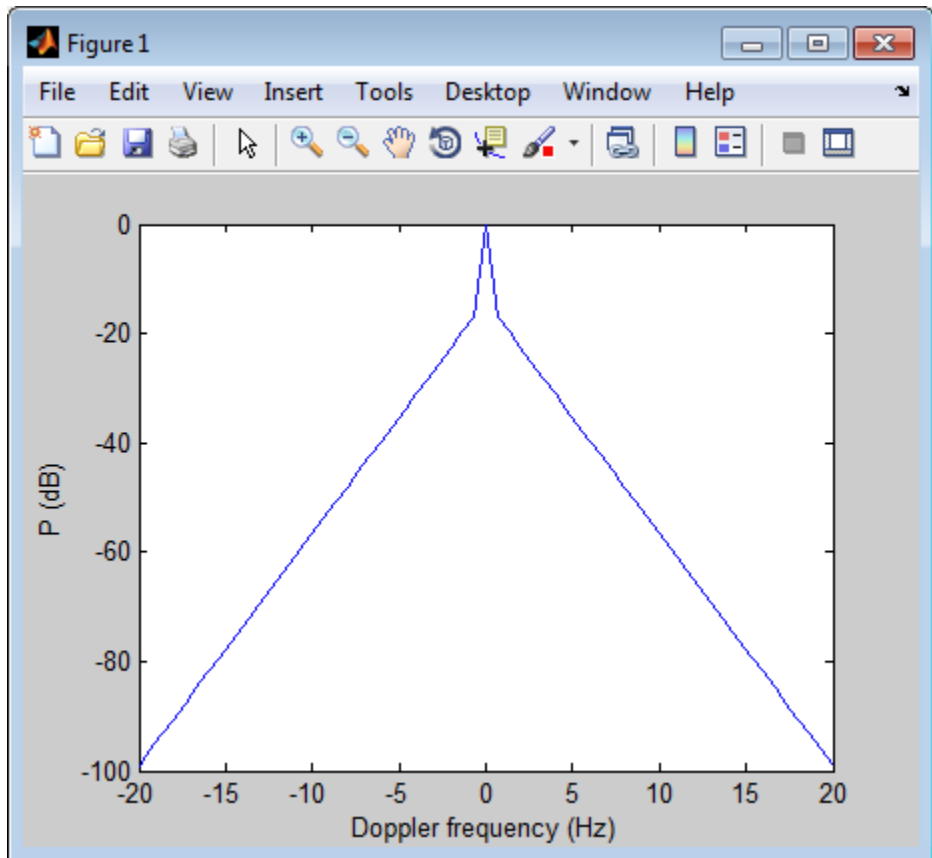 Figure 1
File Edit View Insert Tools Desktop Window Help
0
-20
-40
-60
-80
-100
P (dB)
-20 -15 -10 -5 0 5 10 15 20
Doppler frequency (Hz)